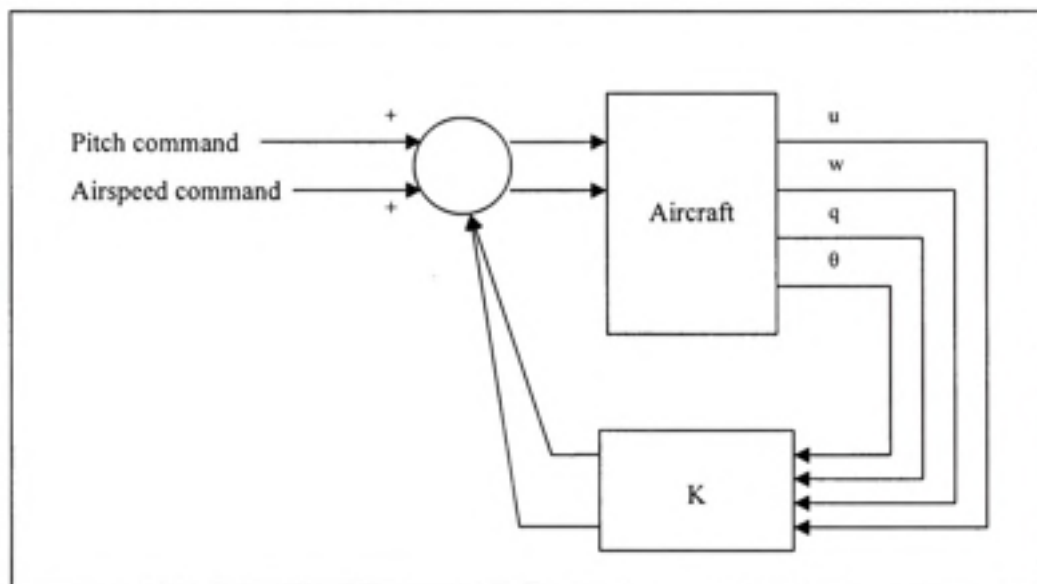 +
Pitch command
Airspeed command
+
Aircraft
u
w
q
θ
K